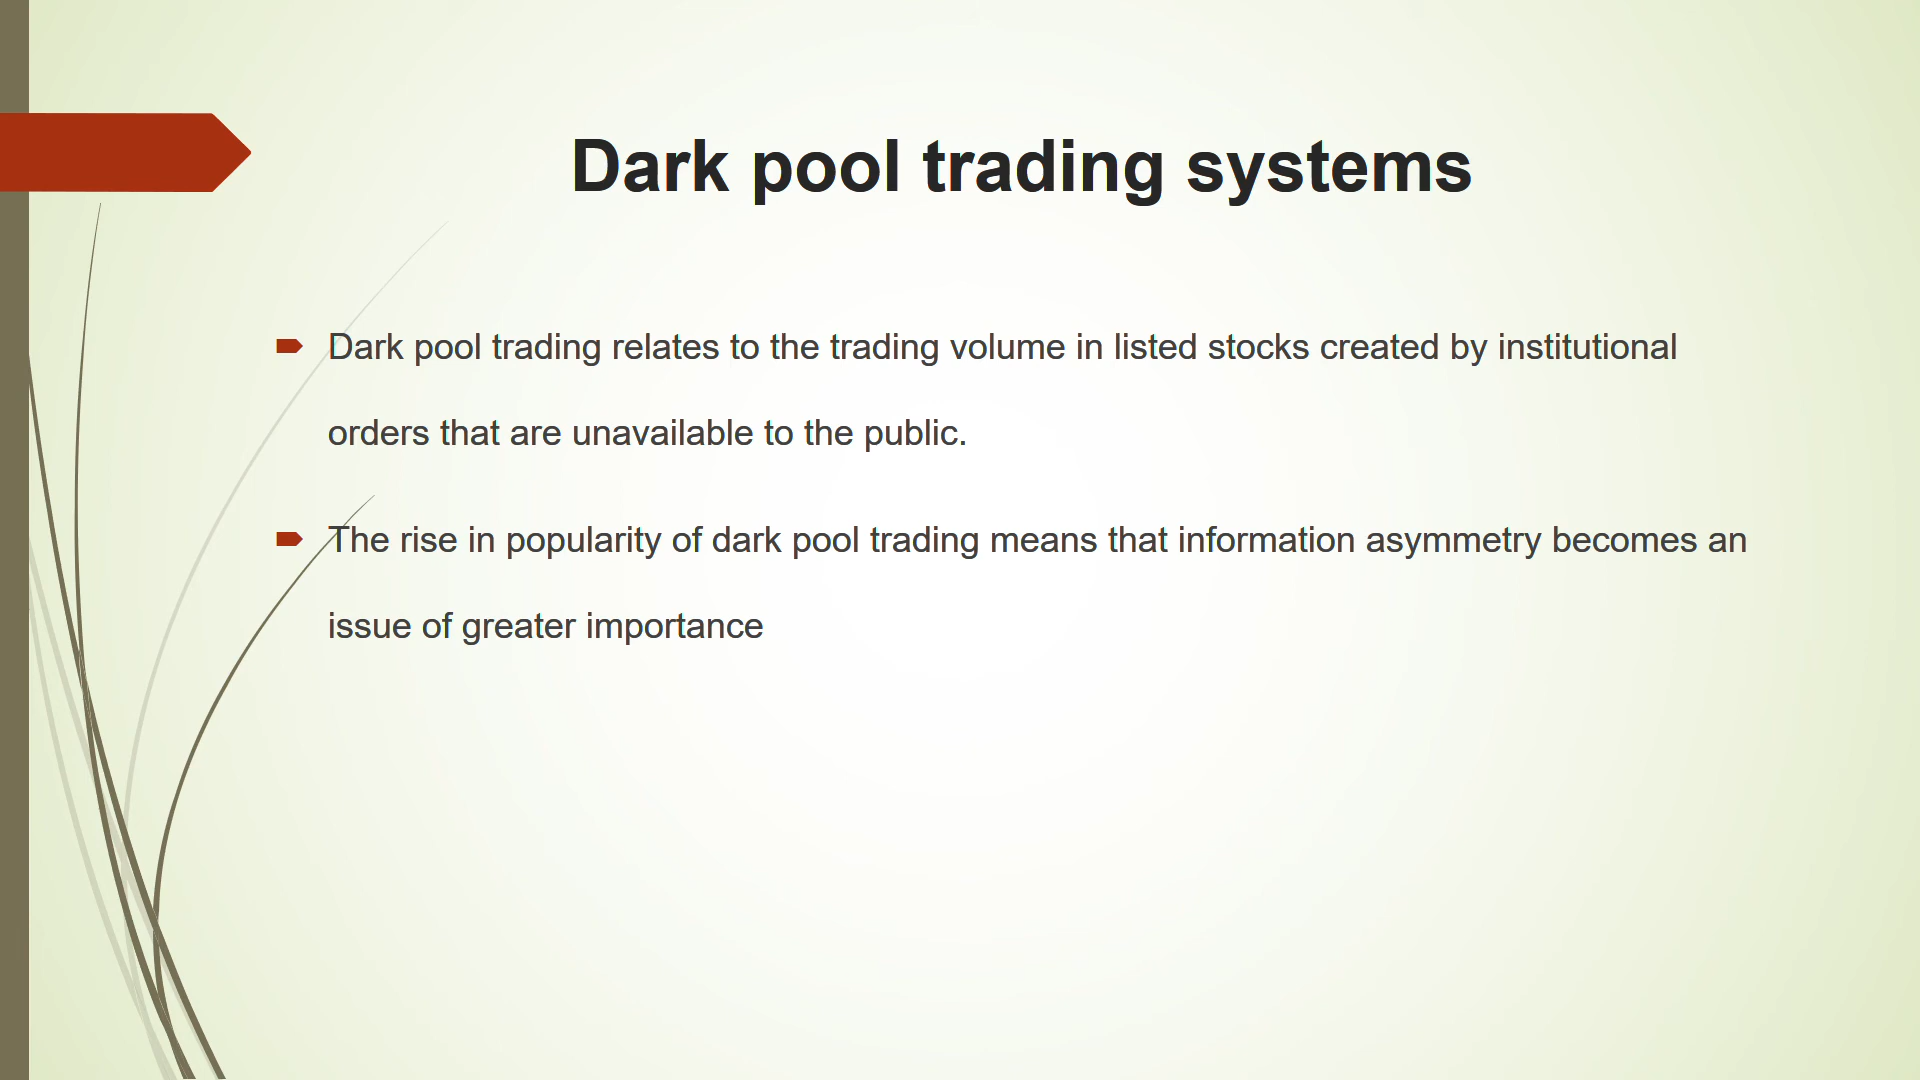 Dark pool trading systems
Dark pool trading relates to the trading volume in listed stocks created by institutional
orders that are unavailable to the public.
The rise in popularity of dark pool trading means that information asymmetry becomes an
issue of greater importance